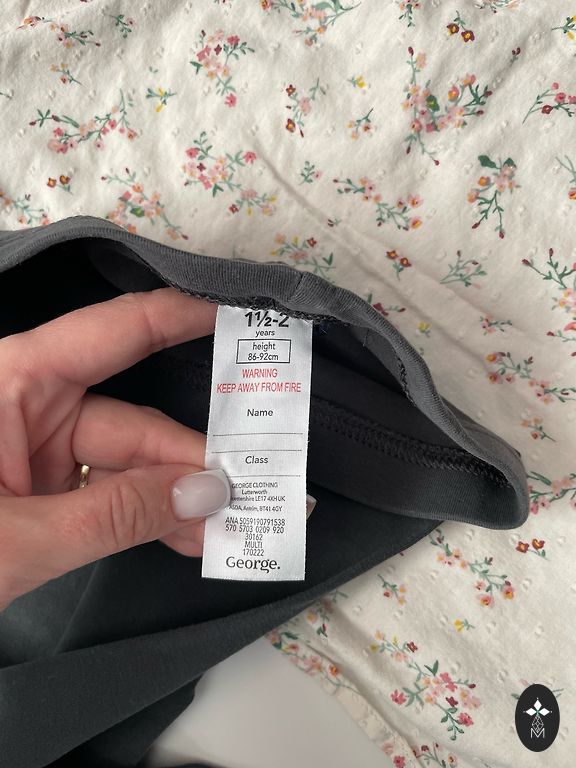 1½-2
years
height
86-92cm
WARNING
KEEP AWAY FROM FIRE
Name
Class
GEORGE CLOTHING
Lutterworth
LE17 4XH UK
ASDA, Antrim, BT41 4GY
ANA 5059190791538
570 5703 0209 920
30162
MULTI
170222
George.